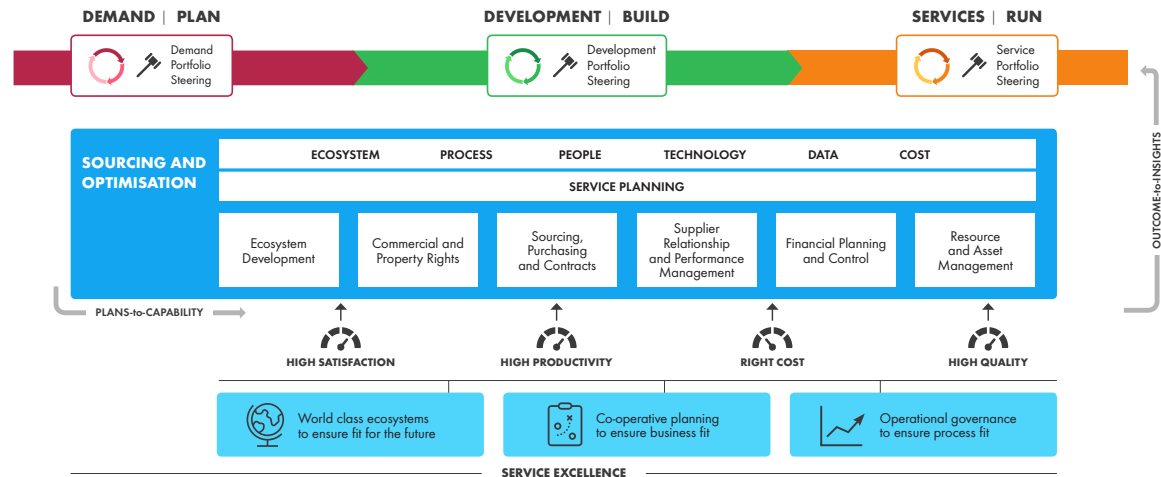 DEMAND | PLAN
DEVELOPMENT | BUILD
SERVICES | RUN
Demand
Portfolio
Steering
Development
Portfolio
Steering
Service
Portfolio
Steering
SOURCING AND
OPTIMISATION
ECOSYSTEM PROCESS PEOPLE TECHNOLOGY DATA COST
SERVICE PLANNING
Ecosystem
Development
Commercial and
Property Rights
Sourcing,
Purchasing
and Contracts
Supplier
Relationship
and Performance
Management
Financial Planning
and Control
Resource
and Asset
Management
OUTCOME-to-INSIGHTS
PLANS-to-CAPABILITY
HIGH SATISFACTION
HIGH PRODUCTIVITY
RIGHT COST
HIGH QUALITY
World class ecosystems
to ensure fit for the future
Co-operative planning
to ensure business fit
Operational governance
to ensure process fit
SERVICE EXCELLENCE